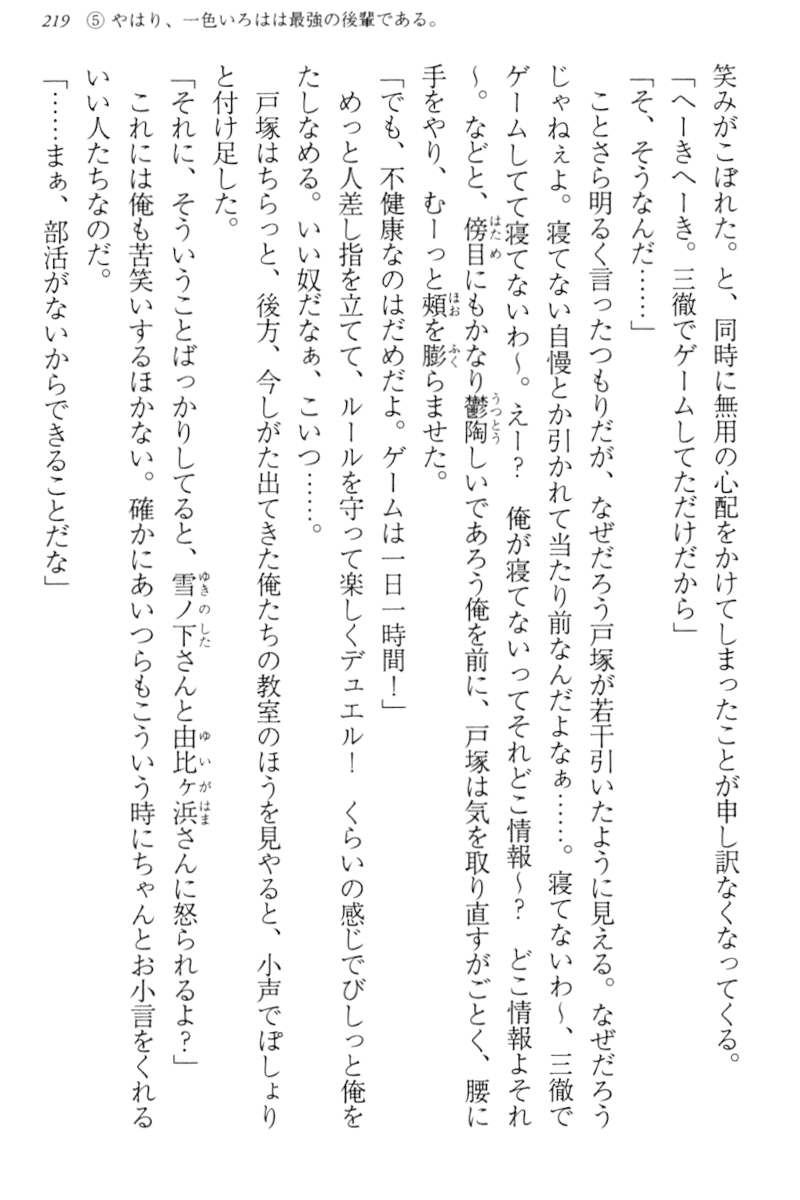 219 ⑤ やはり、一色いろはは最強の後輩である。
笑みがこぼれた。と、同時に無用の心配をかけてしまったことが申し訳なくなってくる。
「へーきへーき。三徹でゲームしてただけだから」
「そ、そうなんだ……」
ことさら明るく言ったつもりだが、なぜだろう戸塚が若干引いたように見える。なぜだろう
じゃねぇよ。寝てない自慢とか引かれて当たり前なんだよなぁ……。寝てないわ〜、三徹で
ゲームしてて寝てないわ〜。えー？　俺が寝てないってそれどこ情報〜？　どこ情報よそれ
〜。などと、傍目にもかなり鬱陶しいであろう俺を前に、戸塚は気を取り直すがごとく、腰に
手をやり、むーっと頬を膨らませた。
「でも、不健康なのはだめだよ。ゲームは一日一時間！」
めっと人差し指を立てて、ルールを守って楽しくデュエル！　くらいの感じでびしっと俺を
たしなめる。いい奴だなぁ、こいつ……。
戸塚はちらっと、後方、今しがた出てきた俺たちの教室のほうを見やると、小声でぽしょり
と付け足した。
「それに、そういうことばっかりしてると、雪ノ下さんと由比ヶ浜さんに怒られるよ？」
これには俺も苦笑いするほかない。確かにあいつらもこういう時にちゃんとお小言をくれる
いい人たちなのだ。
「……まぁ、部活がないからできることだな」